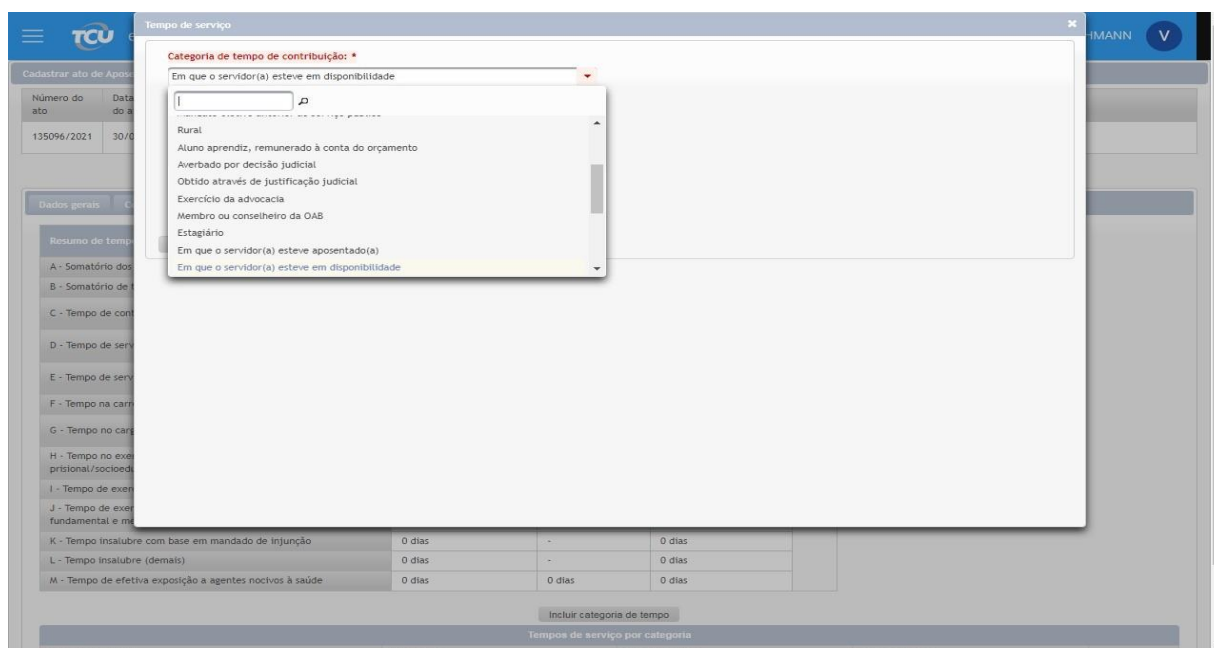 TCU
Tempo de serviço
HMANN
V
Cadastrar ato de Apose
Categoria de tempo de contribuição: *
Em que o servidor(a) esteve em disponibilidade
Número do ato
Data do a
135096/2021
30/0
Rural
Aluno aprendiz, remunerado à conta do orçamento
Averbado por decisão judicial
Obtido através de justificação judicial
Exercício da advocacia
Membro ou conselheiro da OAB
Estagiário
Em que o servidor(a) esteve aposentado(a)
Em que o servidor(a) esteve em disponibilidade
Dados gerais
Resumo de temp
A - Somatório dos
B - Somatório de t
C - Tempo de cont
D - Tempo de serv
E - Tempo de serv
F - Tempo na carr
G - Tempo no carg
H - Tempo no exer
prisional/socioedu
I - Tempo de exerc
J - Tempo de exer
fundamental e mé
K - Tempo insalubre com base em mandado de injunção 0 dias - 0 dias
L - Tempo insalubre (demais) 0 dias - 0 dias
M - Tempo de efetiva exposição a agentes nocivos à saúde 0 dias 0 dias 0 dias
Incluir categoria de tempo
Tempos de serviço por categoria